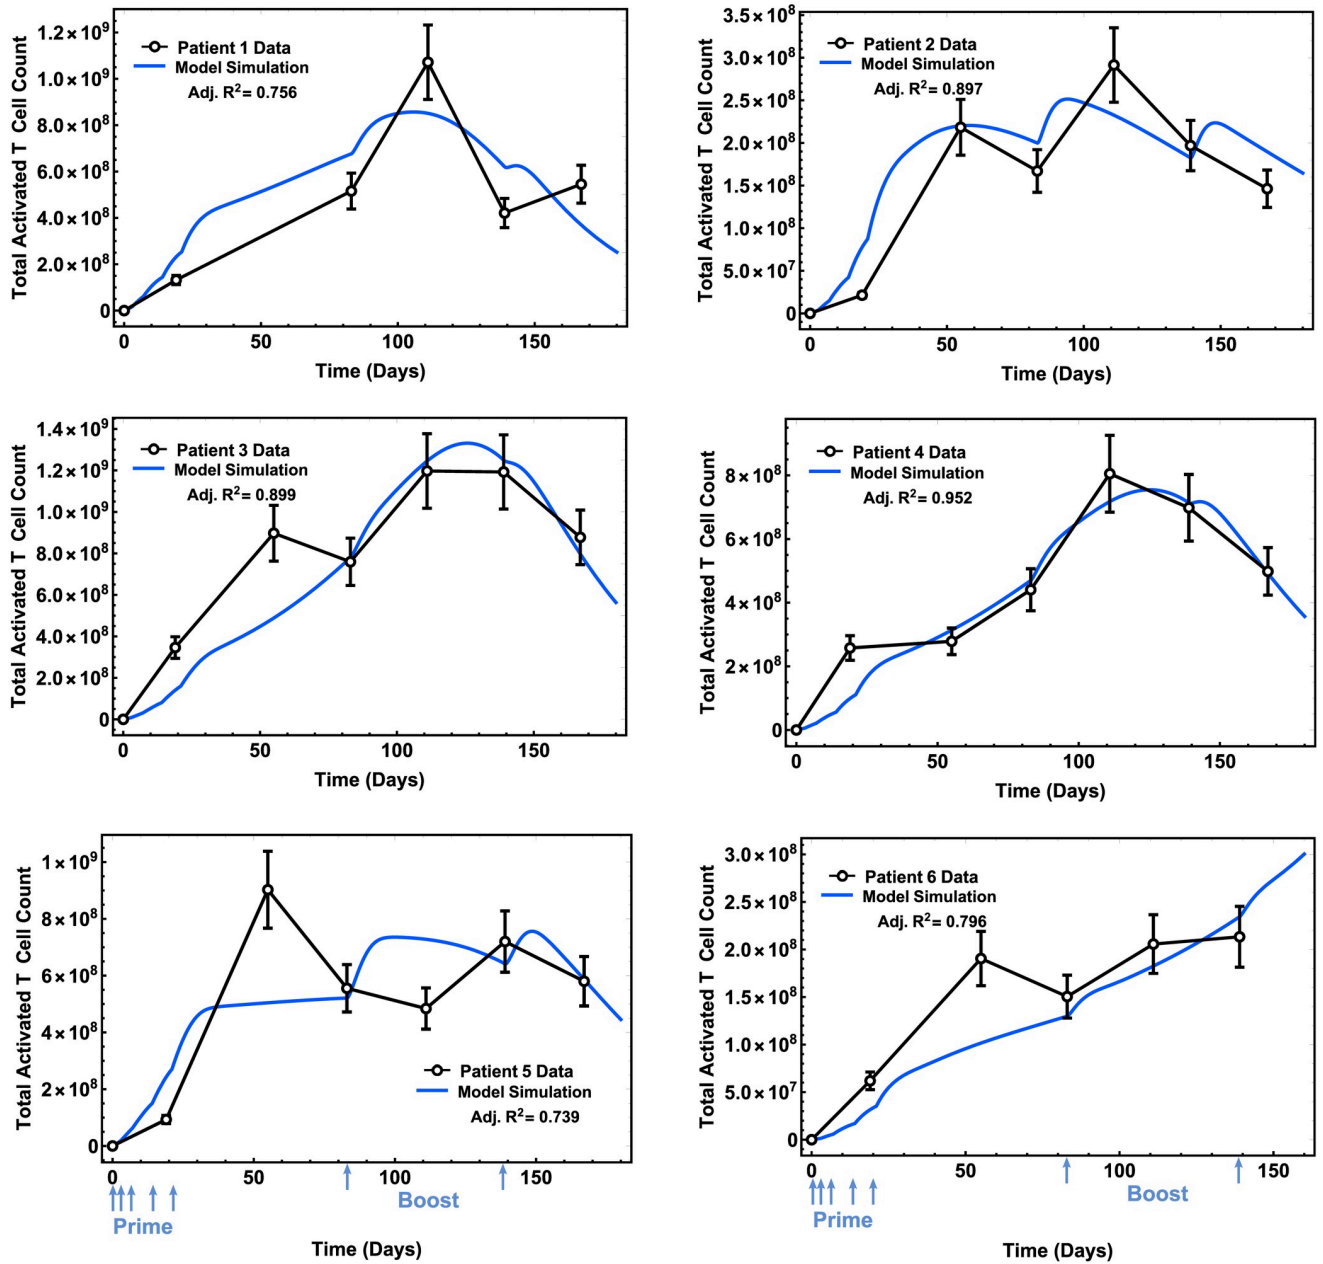 Total Activated T Cell Count
1.2×10⁹
1.0×10⁹
8.0×10⁸
6.0×10⁸
4.0×10⁸
2.0×10⁸
0
Patient 1 Data
Model Simulation
Adj. R²= 0.756
0 50 100 150
Time (Days)
Total Activated T Cell Count
3.5×10⁸
3.0×10⁸
2.5×10⁸
2.0×10⁸
1.5×10⁸
1.0×10⁸
5.0×10⁷
0
Patient 2 Data
Model Simulation
Adj. R²= 0.897
0 50 100 150
Time (Days)
Total Activated T Cell Count
1.4×10⁹
1.2×10⁹
1.0×10⁹
8.0×10⁸
6.0×10⁸
4.0×10⁸
2.0×10⁸
0
Patient 3 Data
Model Simulation
Adj. R²= 0.899
0 50 100 150
Time (Days)
Total Activated T Cell Count
8×10⁸
6×10⁸
4×10⁸
2×10⁸
0
Patient 4 Data
Model Simulation
Adj. R²= 0.952
0 50 100 150
Time (Days)
Total Activated T Cell Count
1×10⁹
8×10⁸
6×10⁸
4×10⁸
2×10⁸
0
Patient 5 Data
Model Simulation
Adj. R²= 0.739
0 50 100 150
Prime Boost
Time (Days)
Total Activated T Cell Count
3.0×10⁸
2.5×10⁸
2.0×10⁸
1.5×10⁸
1.0×10⁸
5.0×10⁷
0
Patient 6 Data
Model Simulation
Adj. R²= 0.796
0 50 100 150
Prime Boost
Time (Days)